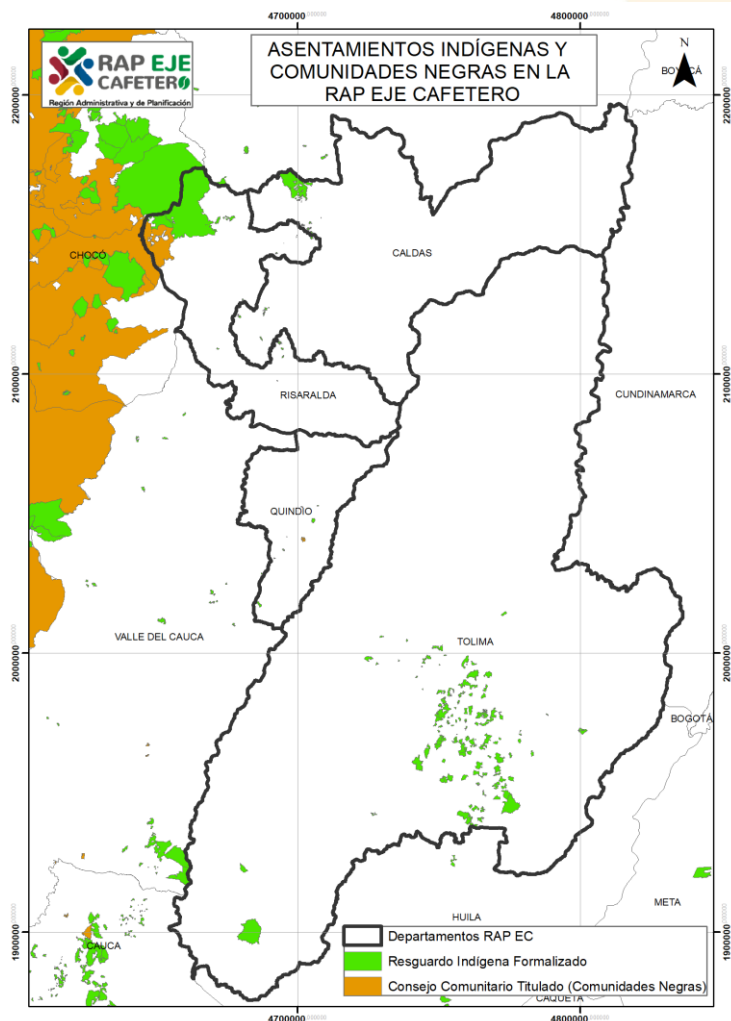 4700000
4800000
RAP EJE
CAFETERO
Región Administrativa y de Planificación
ASENTAMIENTOS INDÍGENAS Y
COMUNIDADES NEGRAS EN LA
RAP EJE CAFETERO
N
BOYACÁ
2200000
2200000
CHOCÓ
CALDAS
2100000
2100000
RISARALDA
CUNDINAMARCA
QUINDÍO
VALLE DEL CAUCA
TOLIMA
2000000
2000000
BOGOTÁ
META
HUILA
1900000
1900000
CAUCA
Departamentos RAP EC
Resguardo Indígena Formalizado
Consejo Comunitario Titulado (Comunidades Negras)
CAQUETÁ
4700000
4800000